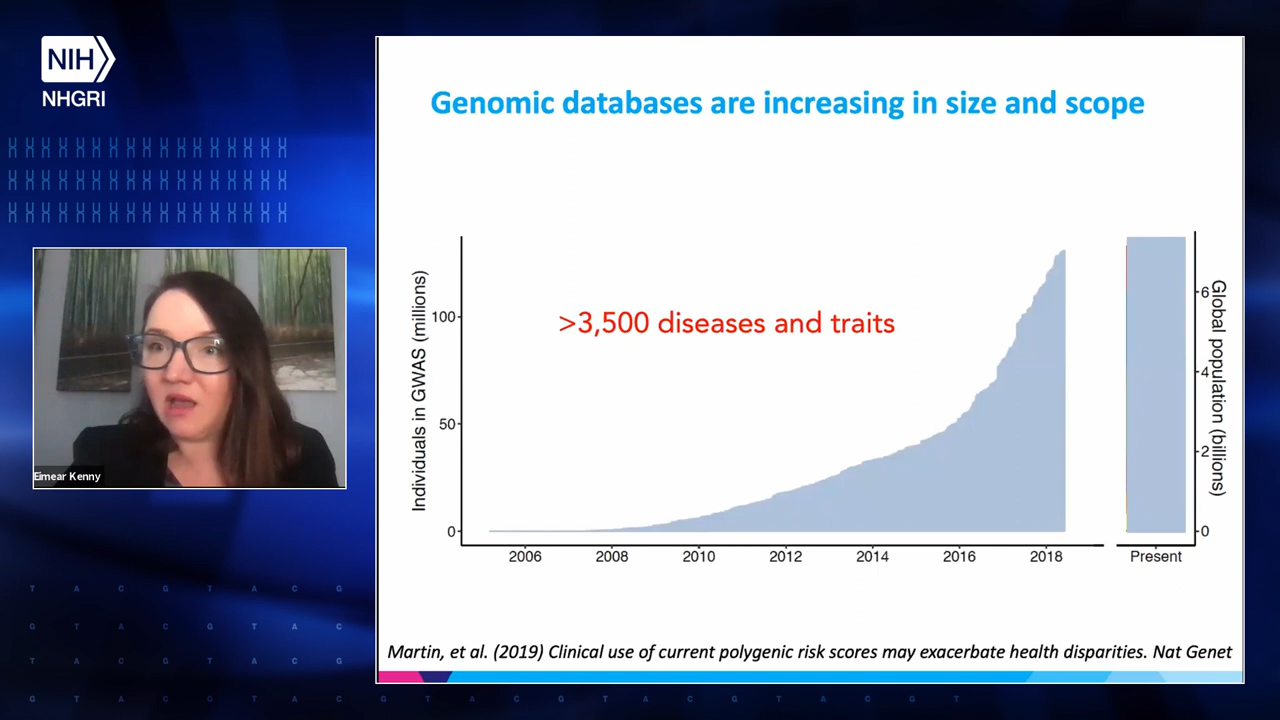 NIH
NHGRI
Genomic databases are increasing in size and scope
>3,500 diseases and traits
Individuals in GWAS (millions)
100
50
0
2006 2008 2010 2012 2014 2016 2018
Present
6
4
2
0
Global population (billions)
Eimear Kenny
Martin, et al. (2019) Clinical use of current polygenic risk scores may exacerbate health disparities. Nat Genet
T A C G T A C G
G T A C G T A C
T A C G T A C G
G T A C G T A C G T A C G T A C G T A C G T